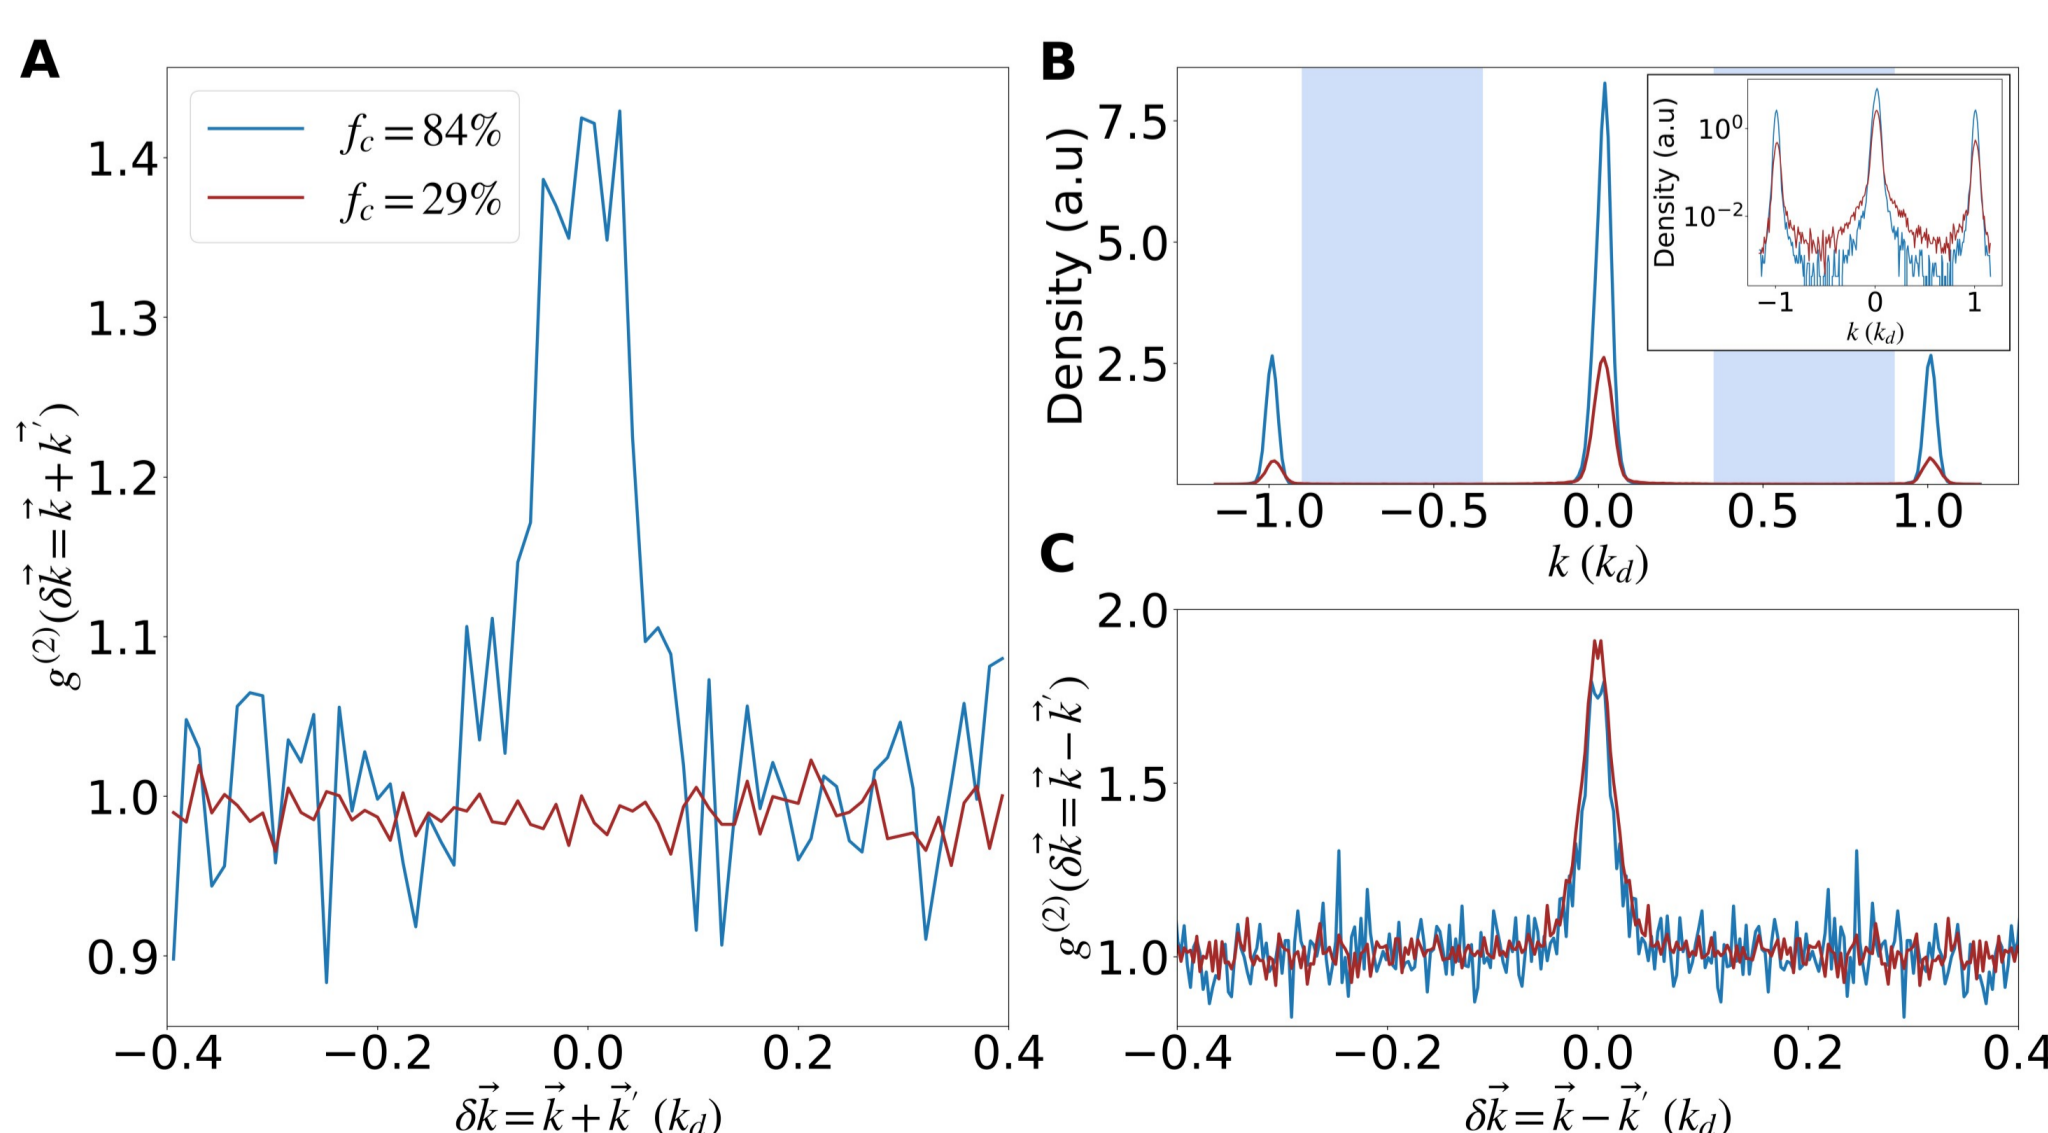 A
f_c = 84%
f_c = 29%
1.4
1.3
1.2
1.1
1.0
0.9
g^(2)(δk⃗ = k⃗ + k⃗′)
−0.4 −0.2 0.0 0.2 0.4
δk⃗ = k⃗ + k⃗′ (k_d)
B
7.5
5.0
2.5
Density (a.u)
−1.0 −0.5 0.0 0.5 1.0
k (k_d)
10^0
10^−2
Density (a.u)
−1 0 1
k (k_d)
C
2.0
1.5
1.0
g^(2)(δk⃗ = k⃗ − k⃗′)
−0.4 −0.2 0.0 0.2 0.4
δk⃗ = k⃗ − k⃗′ (k_d)